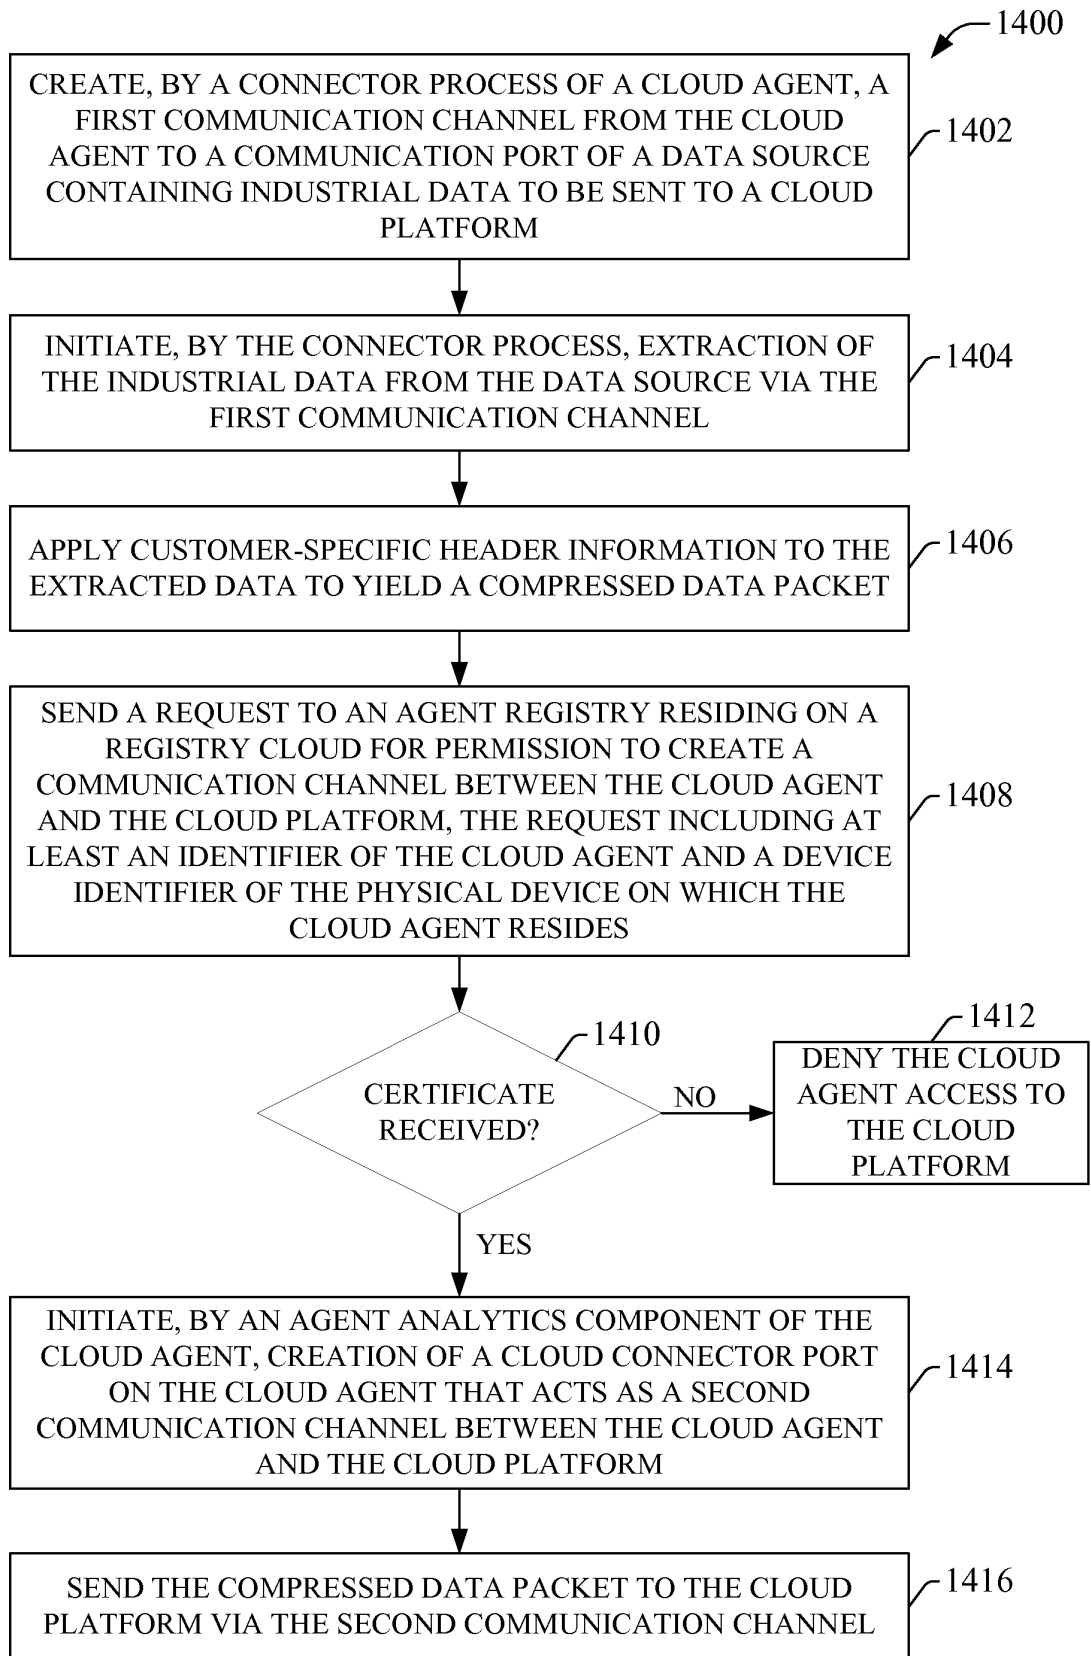 1400
CREATE, BY A CONNECTOR PROCESS OF A CLOUD AGENT, A
FIRST COMMUNICATION CHANNEL FROM THE CLOUD
AGENT TO A COMMUNICATION PORT OF A DATA SOURCE
CONTAINING INDUSTRIAL DATA TO BE SENT TO A CLOUD
PLATFORM
1402
INITIATE, BY THE CONNECTOR PROCESS, EXTRACTION OF
THE INDUSTRIAL DATA FROM THE DATA SOURCE VIA THE
FIRST COMMUNICATION CHANNEL
1404
APPLY CUSTOMER-SPECIFIC HEADER INFORMATION TO THE
EXTRACTED DATA TO YIELD A COMPRESSED DATA PACKET
1406
SEND A REQUEST TO AN AGENT REGISTRY RESIDING ON A
REGISTRY CLOUD FOR PERMISSION TO CREATE A
COMMUNICATION CHANNEL BETWEEN THE CLOUD AGENT
AND THE CLOUD PLATFORM, THE REQUEST INCLUDING AT
LEAST AN IDENTIFIER OF THE CLOUD AGENT AND A DEVICE
IDENTIFIER OF THE PHYSICAL DEVICE ON WHICH THE
CLOUD AGENT RESIDES
1408
1410
CERTIFICATE
RECEIVED?
NO
1412
DENY THE CLOUD
AGENT ACCESS TO
THE CLOUD
PLATFORM
YES
INITIATE, BY AN AGENT ANALYTICS COMPONENT OF THE
CLOUD AGENT, CREATION OF A CLOUD CONNECTOR PORT
ON THE CLOUD AGENT THAT ACTS AS A SECOND
COMMUNICATION CHANNEL BETWEEN THE CLOUD AGENT
AND THE CLOUD PLATFORM
1414
SEND THE COMPRESSED DATA PACKET TO THE CLOUD
PLATFORM VIA THE SECOND COMMUNICATION CHANNEL
1416